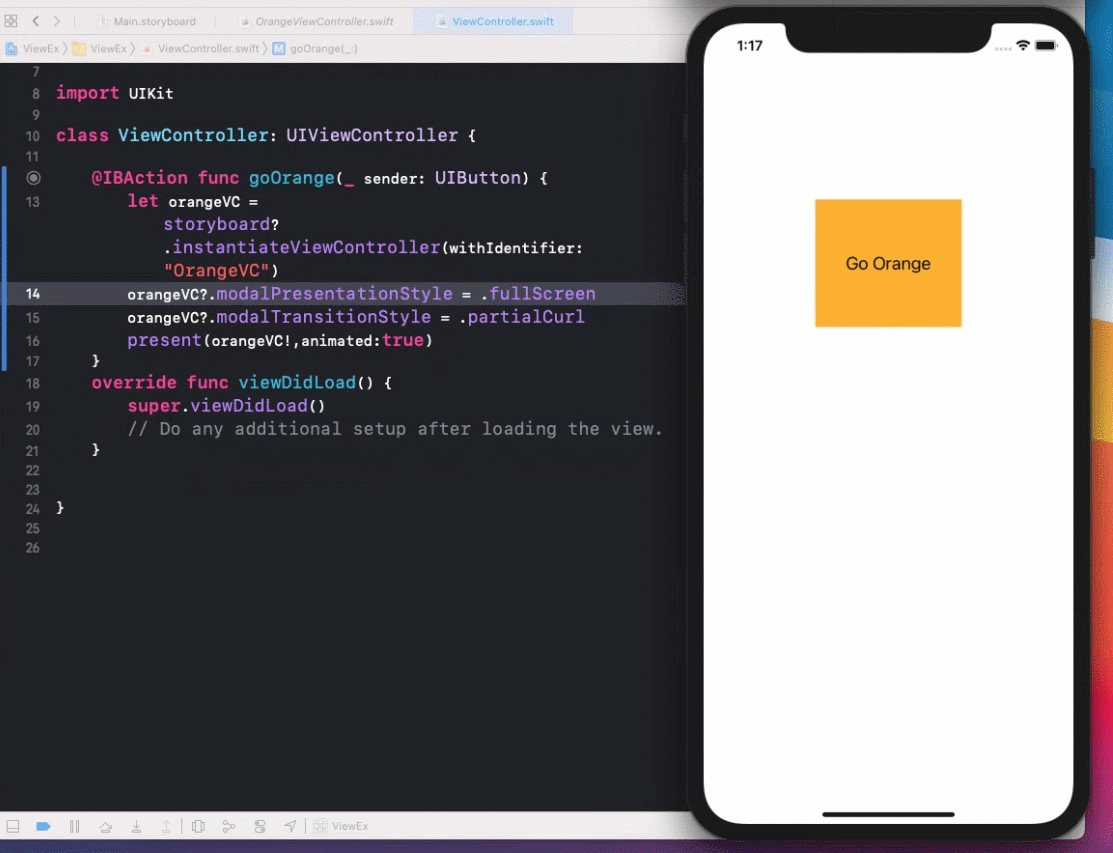 Main.storyboard
OrangeViewController.swift
ViewController.swift
ViewEx
ViewEx
ViewController.swift
M
goOrange(_:)
7
8 import UIKit
9
10 class ViewController: UIViewController {
11
@IBAction func goOrange(_ sender: UIButton) {
13 let orangeVC =
storyboard?
.instantiateViewController(withIdentifier:
"OrangeVC")
14 orangeVC?.modalPresentationStyle = .fullScreen
15 orangeVC?.modalTransitionStyle = .partialCurl
16 present(orangeVC!,animated:true)
17 }
18 override func viewDidLoad() {
19 super.viewDidLoad()
20 // Do any additional setup after loading the view.
21 }
22
23
24 }
25
26
ViewEx
1:17
Go Orange